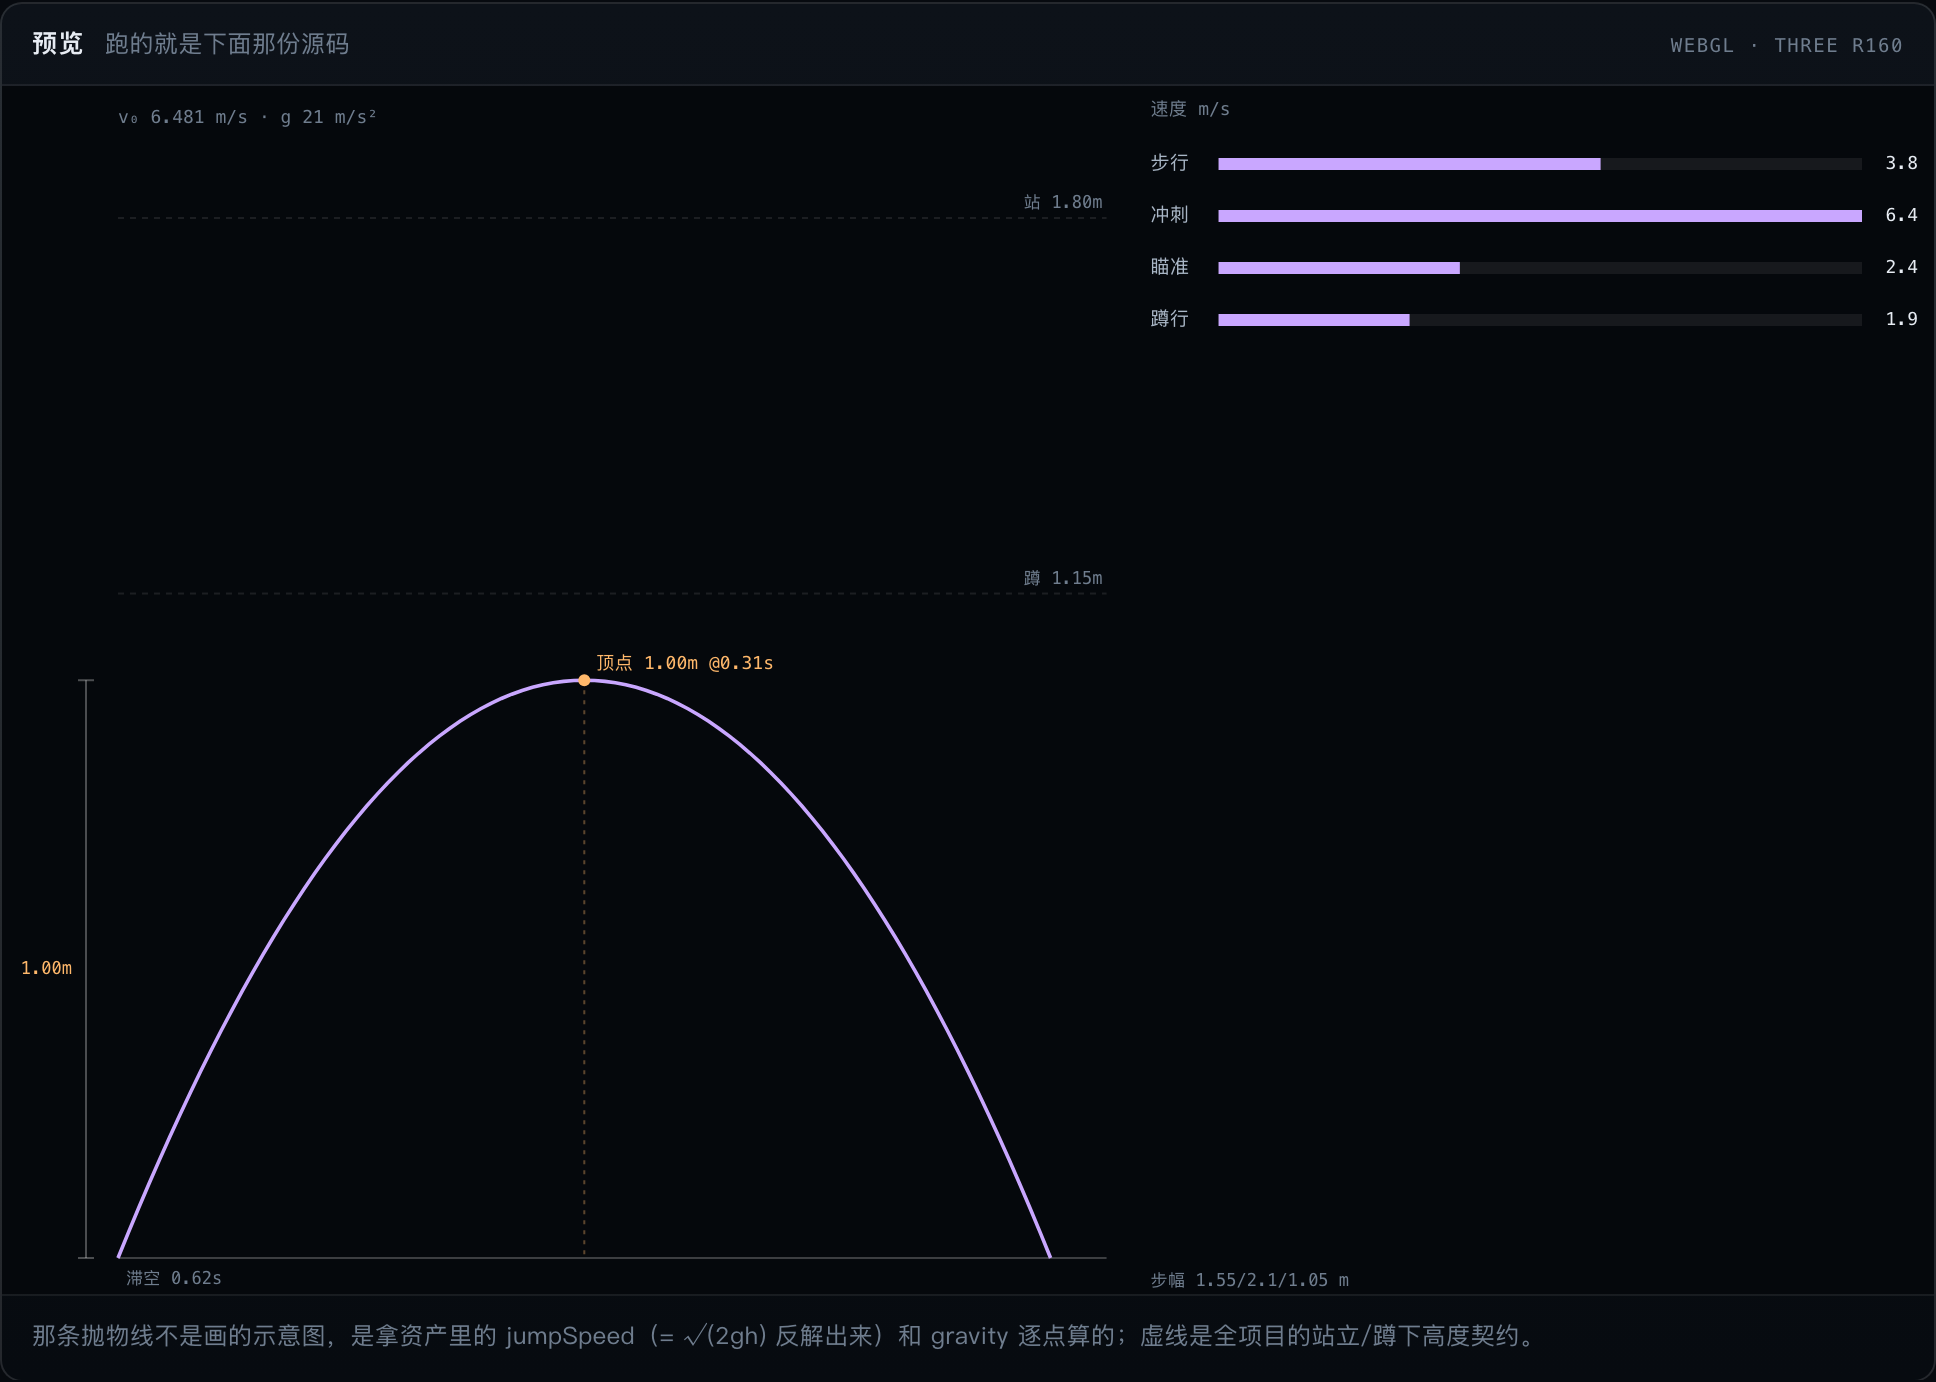 预览 跑的就是下面那份源码
WEBGL · THREE R160
v₀ 6.481 m/s · g 21 m/s²
站 1.80m
蹲 1.15m
顶点 1.00m @0.31s
1.00m
滞空 0.62s
速度 m/s
步行 3.8
冲刺 6.4
瞄准 2.4
蹲行 1.9
步幅 1.55/2.1/1.05 m
那条抛物线不是画的示意图，是拿资产里的 jumpSpeed（= √(2gh) 反解出来）和 gravity 逐点算的；虚线是全项目的站立/蹲下高度契约。